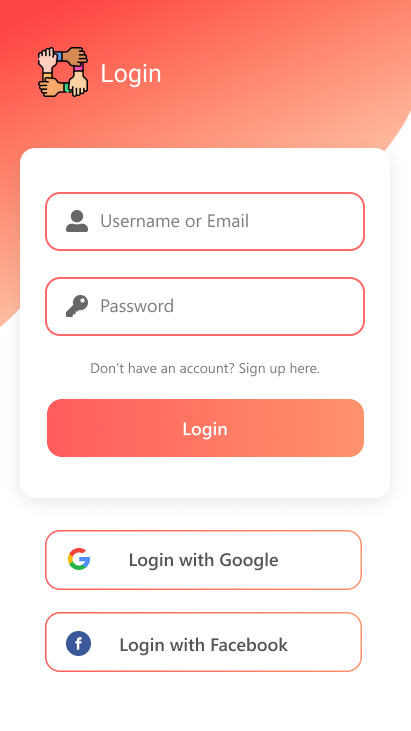 Login
Username or Email
Password
Don't have an account? Sign up here.
Login
Login with Google
Login with Facebook